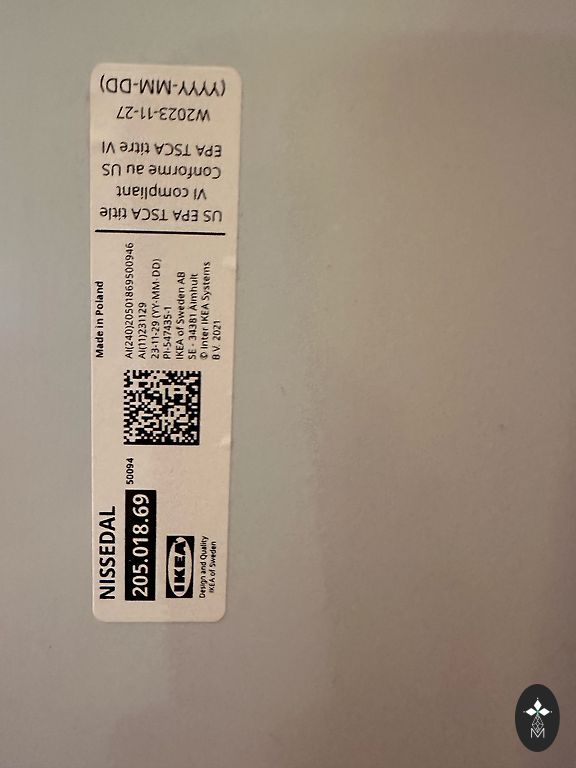 NISSEDAL
205.018.69
50094
IKEA
Design and Quality
IKEA of Sweden
Made in Poland
AI(240)20501869500946
AI(11)231129
23-11-29 (YY-MM-DD)
PI-547435-1
IKEA of Sweden AB
SE - 34381 Älmhult
© Inter IKEA Systems
B.V. 2021
US EPA TSCA title
VI compliant
Conforme au US
EPA TSCA titre VI
W2023-11-27
(YYYY-MM-DD)
M